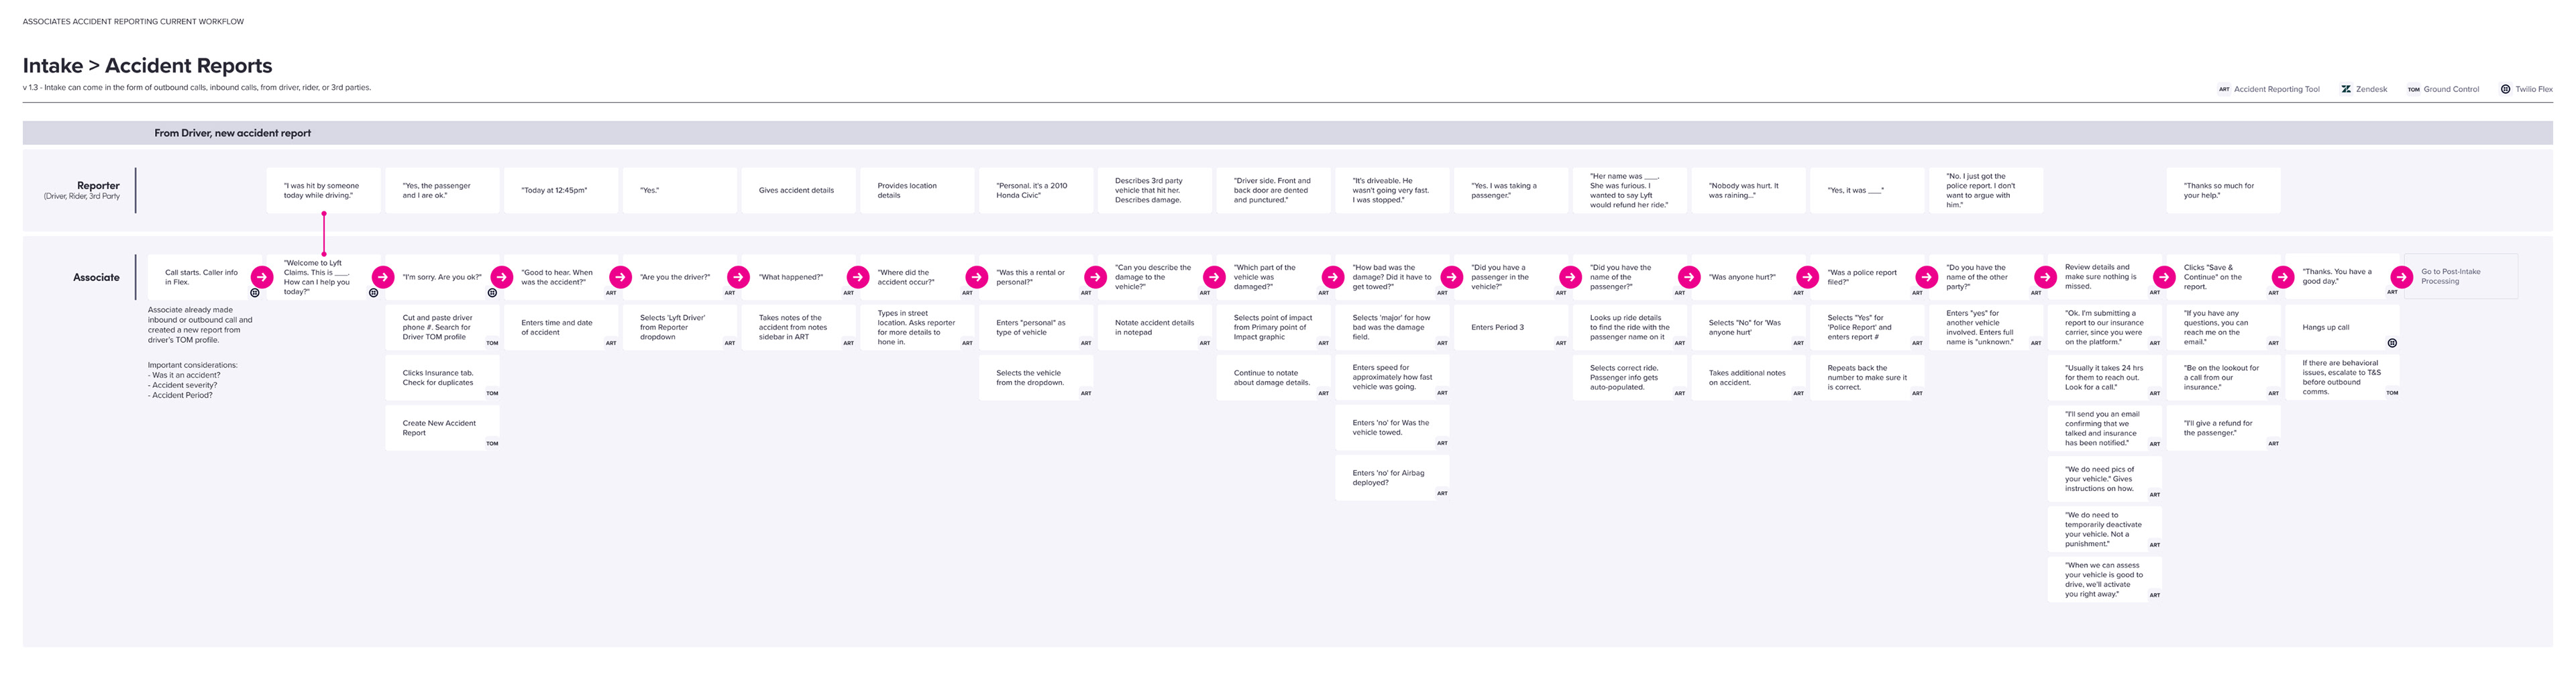 ASSOCIATES ACCIDENT REPORTING CURRENT WORKFLOW
Intake > Accident Reports
v 1.3 - Intake can come in the form of outbound calls, inbound calls, from driver, rider, or 3rd parties.
ART Accident Reporting Tool
Zendesk
TOM Ground Control
Twilio Flex
From Driver, new accident report
Reporter
(Driver, Rider, 3rd Party
"I was hit by someone
today while driving."
"Yes, the passenger
and I are ok."
"Today at 12:45pm"
"Yes."
Gives accident details
Provides location
details
"Personal, it's a 2010
Honda Civic"
Describes 3rd party
vehicle that hit her.
Describes damage.
"Driver side. Front and
back door are dented
and punctured."
"It's driveable. He
wasn't going very fast.
I was stopped."
"Yes. I was taking a
passenger."
"Her name was ___.
She was furious. I
wanted to say Lyft
would refund her ride."
"Nobody was hurt. It
was raining..."
"Yes, it was ___"
"No. I just got the
police report. I don't
want to argue with
him."
"Thanks so much for
your help."
Associate
Call starts. Caller info
in Flex.
Associate already made
inbound or outbound call and
created a new report from
driver's TOM profile.
Important considerations:
- Was it an accident?
- Accident severity?
- Accident Period?
"Welcome to Lyft
Claims. This is ___.
How can I help you
today?"
"I'm sorry. Are you ok?"
Cut and paste driver
phone #. Search for
Driver TOM profile
TOM
Clicks Insurance tab.
Check for duplicates
TOM
Create New Accident
Report
TOM
"Good to hear. When
was the accident?"
ART
Enters time and date
of accident
ART
"Are you the driver?"
ART
Selects 'Lyft Driver'
from Reporter
dropdown
ART
"What happened?"
ART
Takes notes of the
accident from notes
sidebar in ART
ART
"Where did the
accident occur?"
ART
Types in street
location. Asks reporter
for more details to
hone in.
ART
"Was this a rental or
personal?"
ART
Enters "personal" as
type of vehicle
ART
Selects the vehicle
from the dropdown.
ART
"Can you describe the
damage to the
vehicle?"
ART
Notate accident details
in notepad
ART
"Which part of the
vehicle was
damaged?"
ART
Selects point of impact
from Primary point of
Impact graphic
ART
Continue to notate
about damage details.
ART
"How bad was the
damage? Did it have to
get towed?"
ART
Selects 'major' for how
bad was the damage
field.
ART
Enters speed for
approximately how fast
vehicle was going.
ART
Enters 'no' for Was the
vehicle towed.
ART
Enters 'no' for Airbag
deployed?
ART
"Did you have a
passenger in the
vehicle?"
ART
Enters Period 3
ART
"Did you have the
name of the
passenger?"
ART
Looks up ride details
to find the ride with the
passenger name on it
ART
Selects correct ride.
Passenger info gets
auto-populated.
ART
"Was anyone hurt?"
ART
Selects "No" for 'Was
anyone hurt'
ART
Takes additional notes
on accident.
ART
"Was a police report
filed?"
ART
Selects "Yes" for
'Police Report' and
enters report #
ART
Repeats back the
number to make sure it
is correct.
ART
"Do you have the
name of the other
party?"
ART
Enters "yes" for
another vehicle
involved. Enters full
name is "unknown."
ART
Review details and
make sure nothing is
missed.
ART
"Ok. I'm submitting a
report to our insurance
carrier, since you were
on the platform."
ART
"Usually it takes 24 hrs
for them to reach out.
Look for a call."
ART
"I'll send you an email
confirming that we
talked and insurance
has been notified."
ART
"We do need pics of
your vehicle." Gives
instructions on how.
ART
"We do need to
temporarily deactivate
your vehicle. Not a
punishment."
ART
"When we can assess
your vehicle is good to
drive, we'll activate
you right away."
ART
Clicks "Save &
Continue" on the
report.
ART
"If you have any
questions, you can
reach me on the
email."
ART
"Be on the lookout for
a call from our
insurance."
ART
"I'll give a refund for
the passenger."
ART
"Thanks. You have a
good day."
ART
Hangs up call
If there are behavioral
issues, escalate to T&S
before outbound
comms.
TOM
Go to Post-Intake
Processing